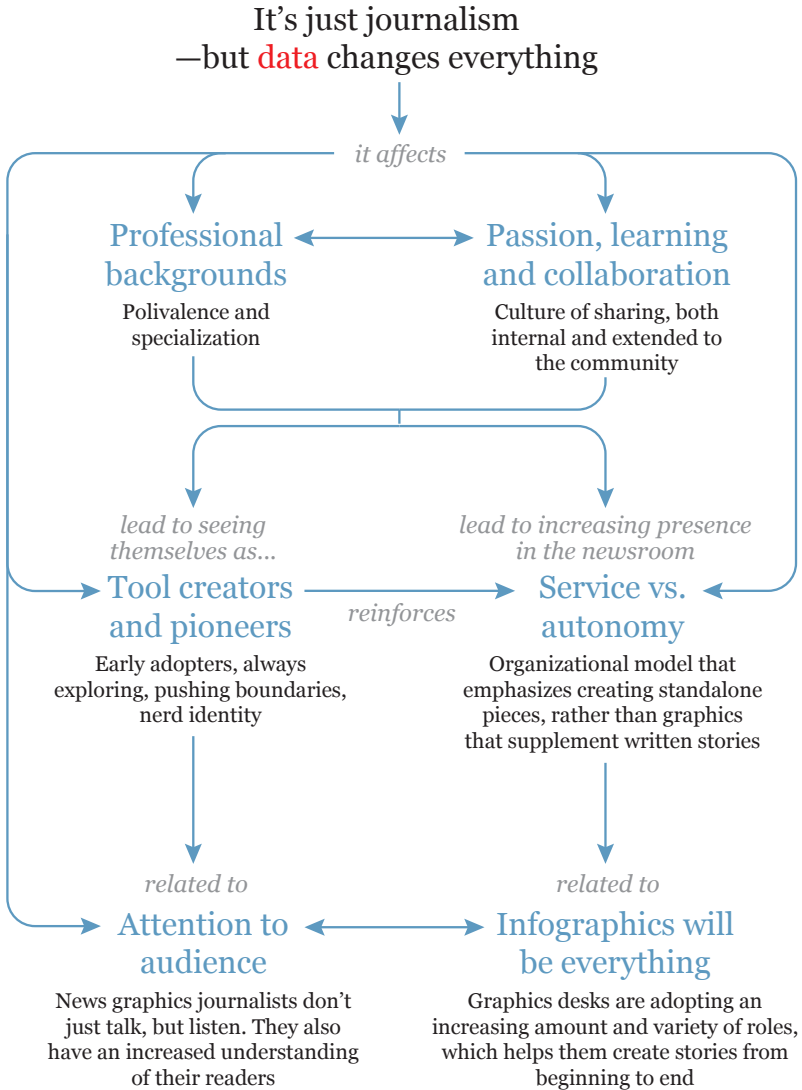 It’s just journalism
—but data changes everything
it affects
Professional
backgrounds
Polivalence and
specialization
Passion, learning
and collaboration
Culture of sharing, both
internal and extended to
the community
lead to seeing
themselves as...
Tool creators
and pioneers
Early adopters, always
exploring, pushing boundaries,
nerd identity
reinforces
lead to increasing presence
in the newsroom
Service vs.
autonomy
Organizational model that
emphasizes creating standalone
pieces, rather than graphics
that supplement written stories
related to
Attention to
audience
News graphics journalists don’t
just talk, but listen. They also
have an increased understanding
of their readers
related to
Infographics will
be everything
Graphics desks are adopting an
increasing amount and variety of roles,
which helps them create stories from
beginning to end